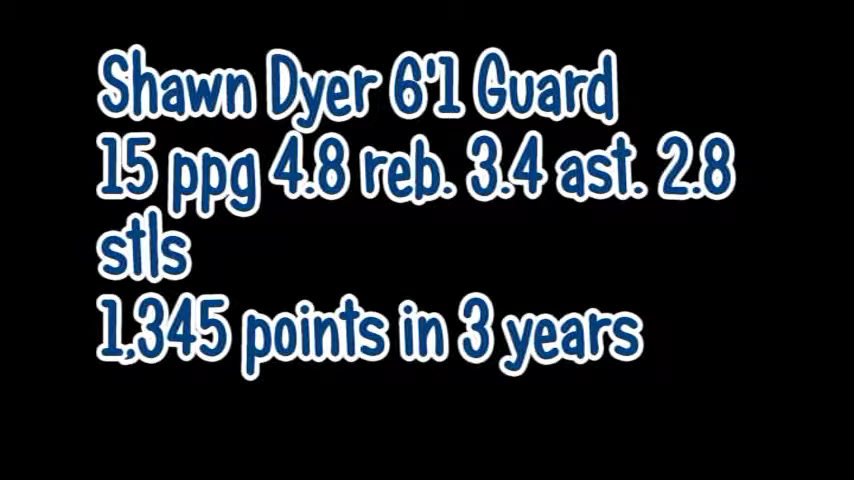 Shawn Dyer 6'1 Guard
15 ppg 4.8 reb. 3.4 ast. 2.8
stls
1,345 points in 3 years